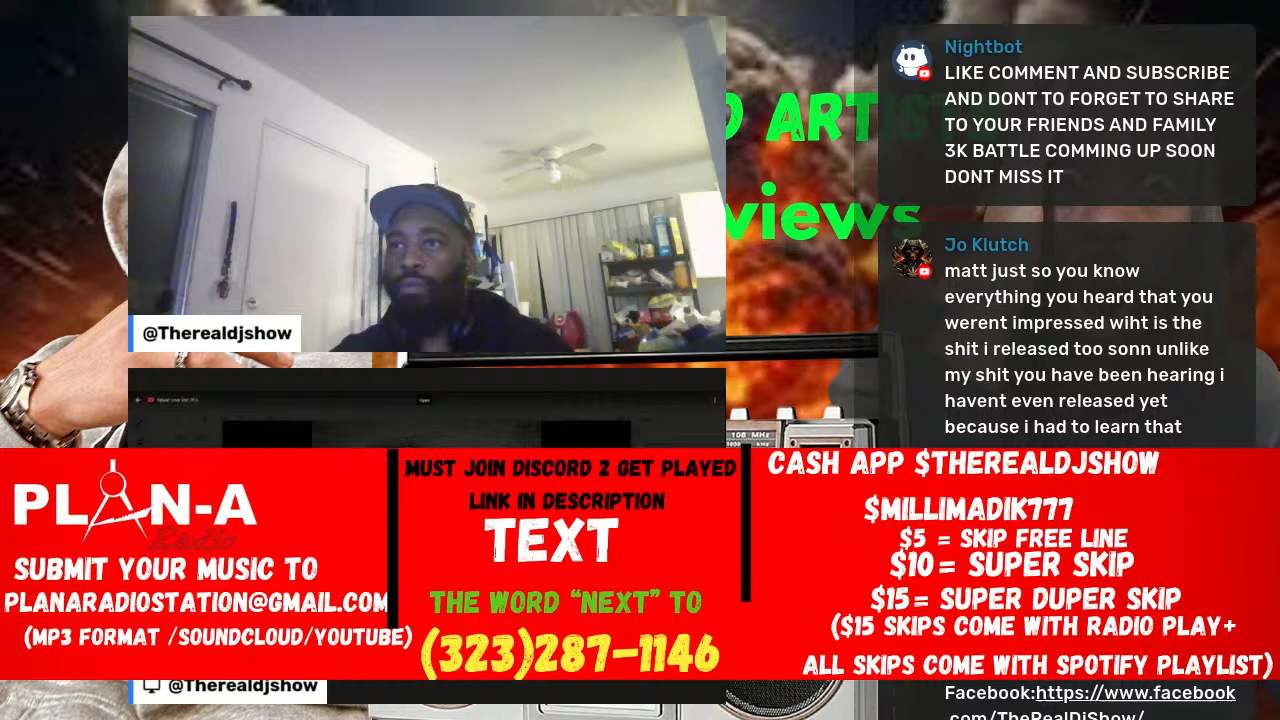 @Therealdjshow
O ARTIS
views
Nightbot
LIKE COMMENT AND SUBSCRIBE
AND DONT TO FORGET TO SHARE
TO YOUR FRIENDS AND FAMILY
3K BATTLE COMMING UP SOON
DONT MISS IT
Jo Klutch
matt just so you know
everything you heard that you
werent impressed wiht is the
shit i released too sonn unlike
my shit you have been hearing i
havent even released yet
because i had to learn that
108 MHz
PLAN-A
Radio
SUBMIT YOUR MUSIC TO
PLANARADIOSTATION@GMAIL.COM
(MP3 FORMAT /SOUNDCLOUD/YOUTUBE)
MUST JOIN DISCORD 2 GET PLAYED
LINK IN DESCRIPTION
TEXT
THE WORD “NEXT” TO
(323)287-1146
CASH APP $THEREALDJSHOW
$MILLIMADIK777
$5 = SKIP FREE LINE
$10 = SUPER SKIP
$15 = SUPER DUPER SKIP
($15 SKIPS COME WITH RADIO PLAY+
ALL SKIPS COME WITH SPOTIFY PLAYLIST)
@Therealdjshow
Facebook:https://www.facebook
.com/TheRealDjShow/